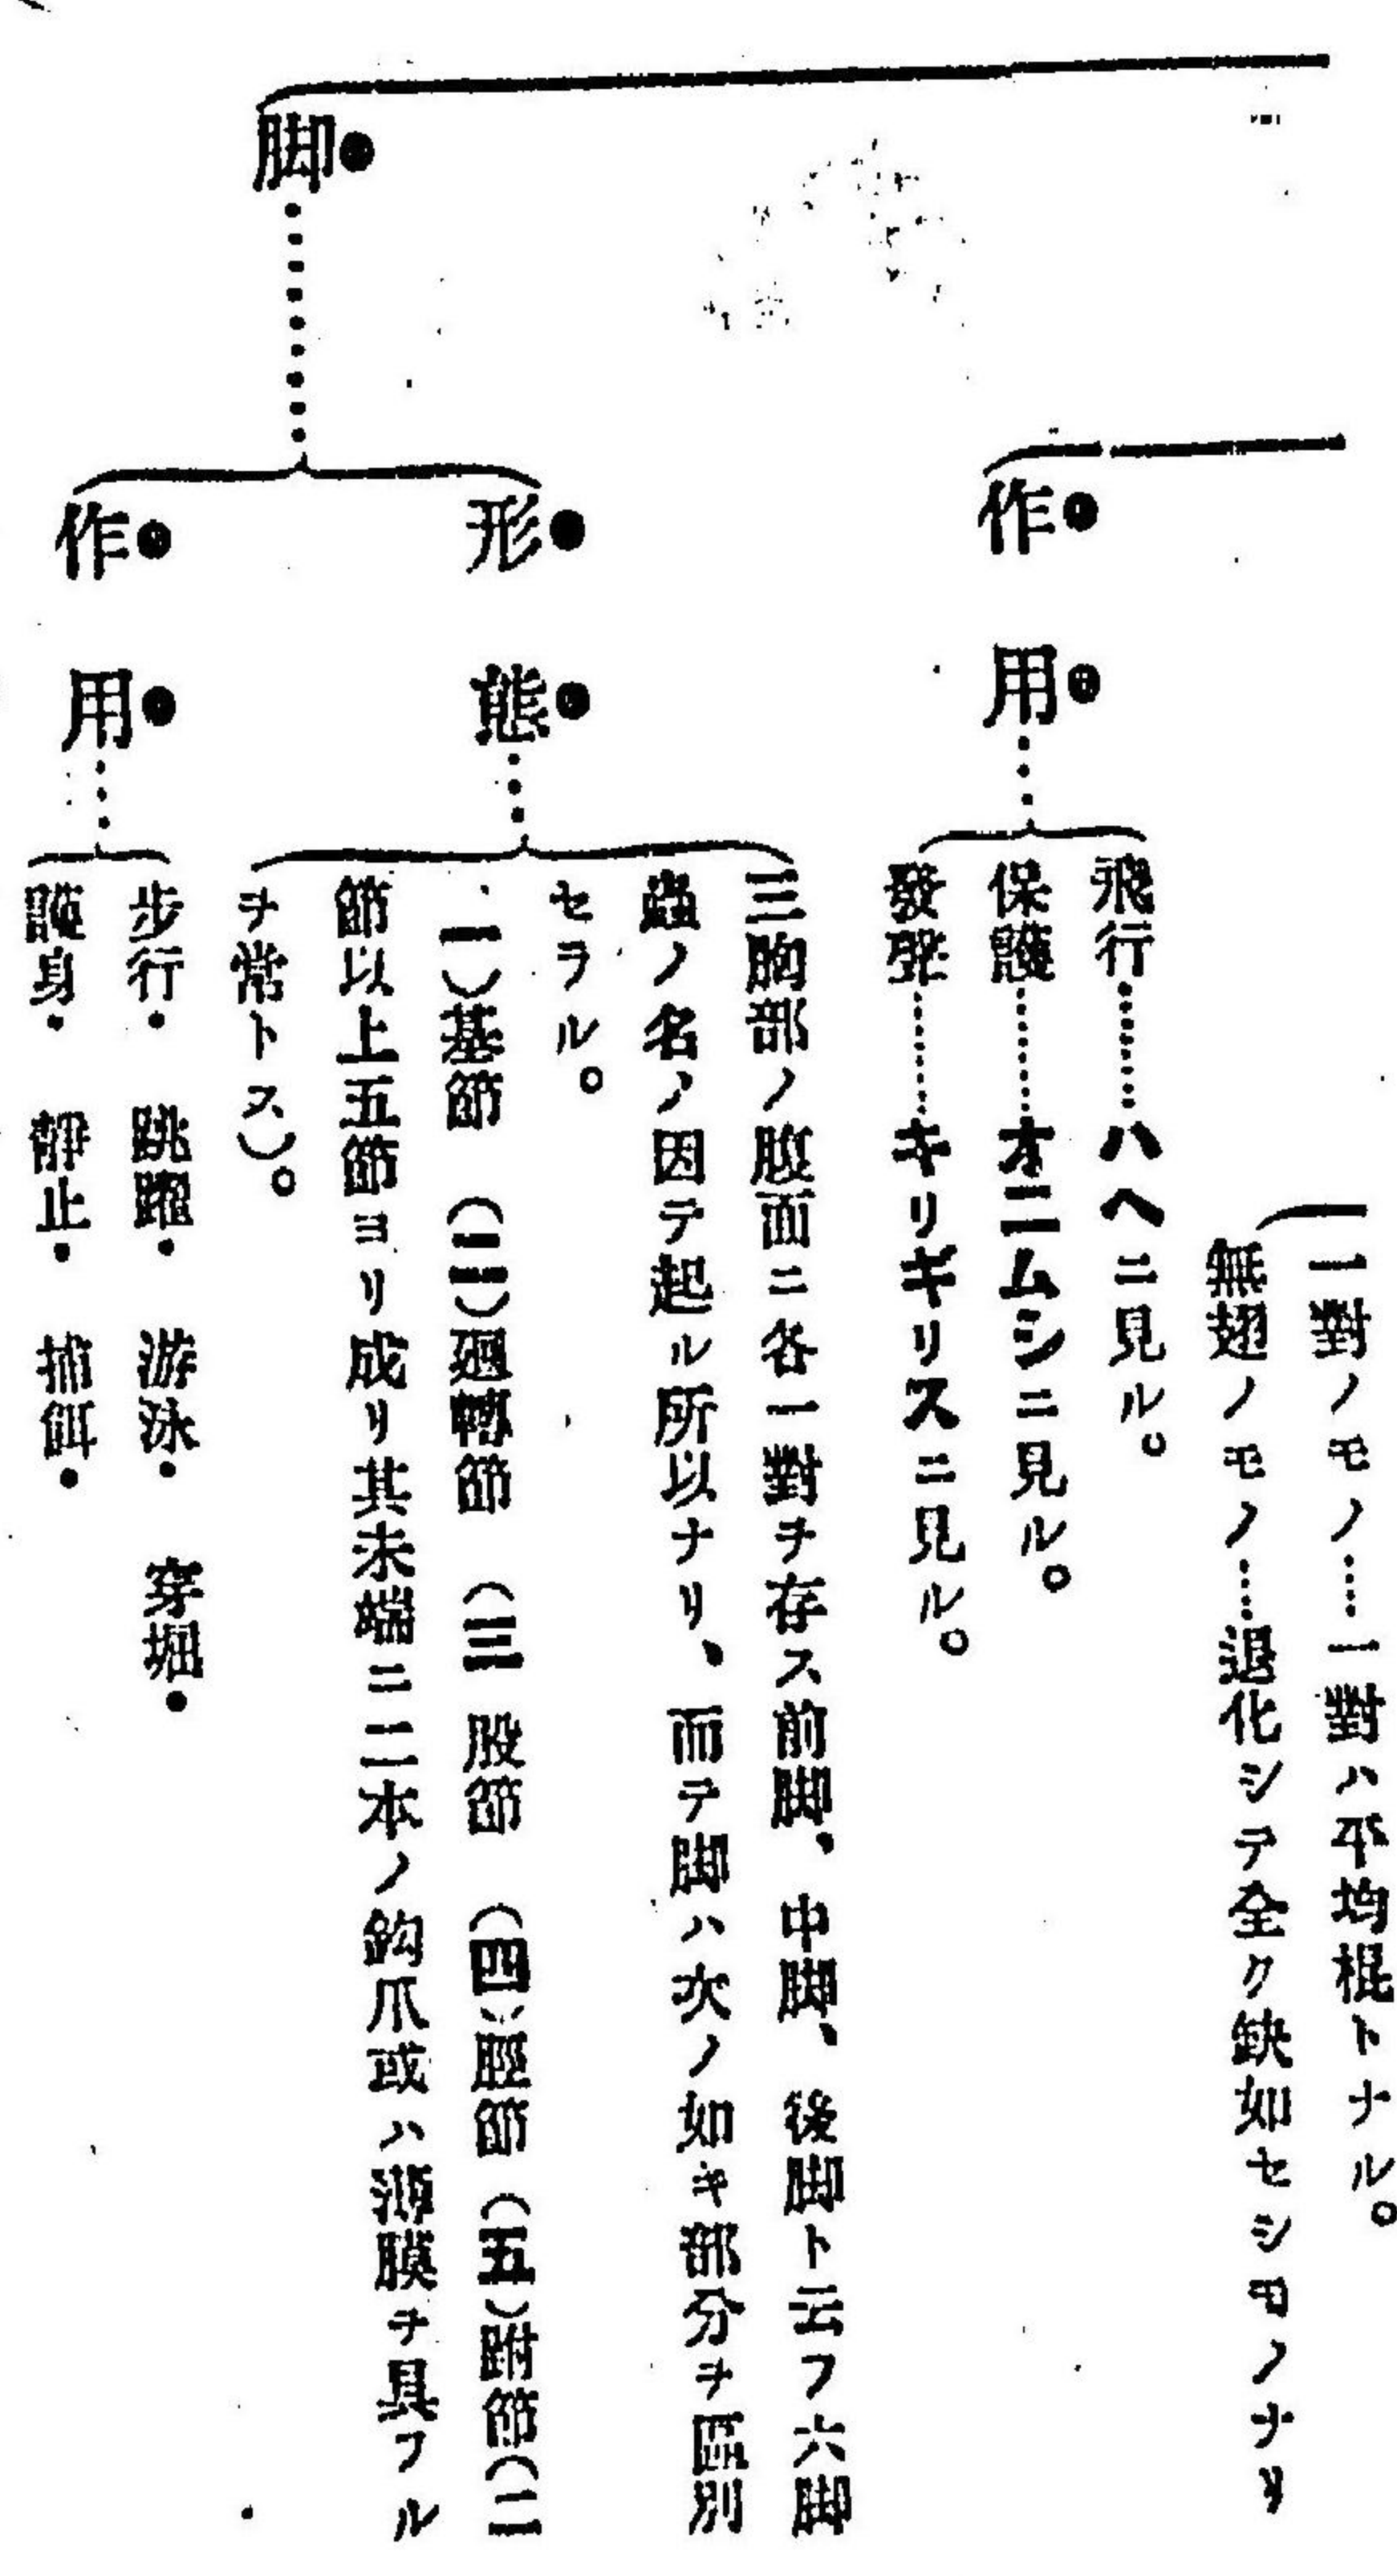 一對ノモノ……一對ハ平均棍トナル。
無翅ノモノ……退化シテ全ク缺如セシモノナリ
作用……
飛行………ハヘニ見ル。
保護………オニムシニ見ル。
發聲………キリギリスニ見ル。
脚………
形態……
三胸部ノ腹面ニ各一對ヲ存ス前脚、中脚、後脚ト云フ六脚
蟲ノ名ノ因テ起ル所以ナリ、而テ脚ハ次ノ如キ部分ヲ區別
セラル。
一)基節 (二)廻轉節 (三 股節 (四)脛節 (五)跗節(二
節以上五節ヨリ成リ其末端ニ二本ノ鈎爪或ハ薄膜ヲ具フル
ヲ常トス)。
作用……
步行・ 跳躍・ 游泳・ 穿堀・
身・ 靜止・ 捕餌・